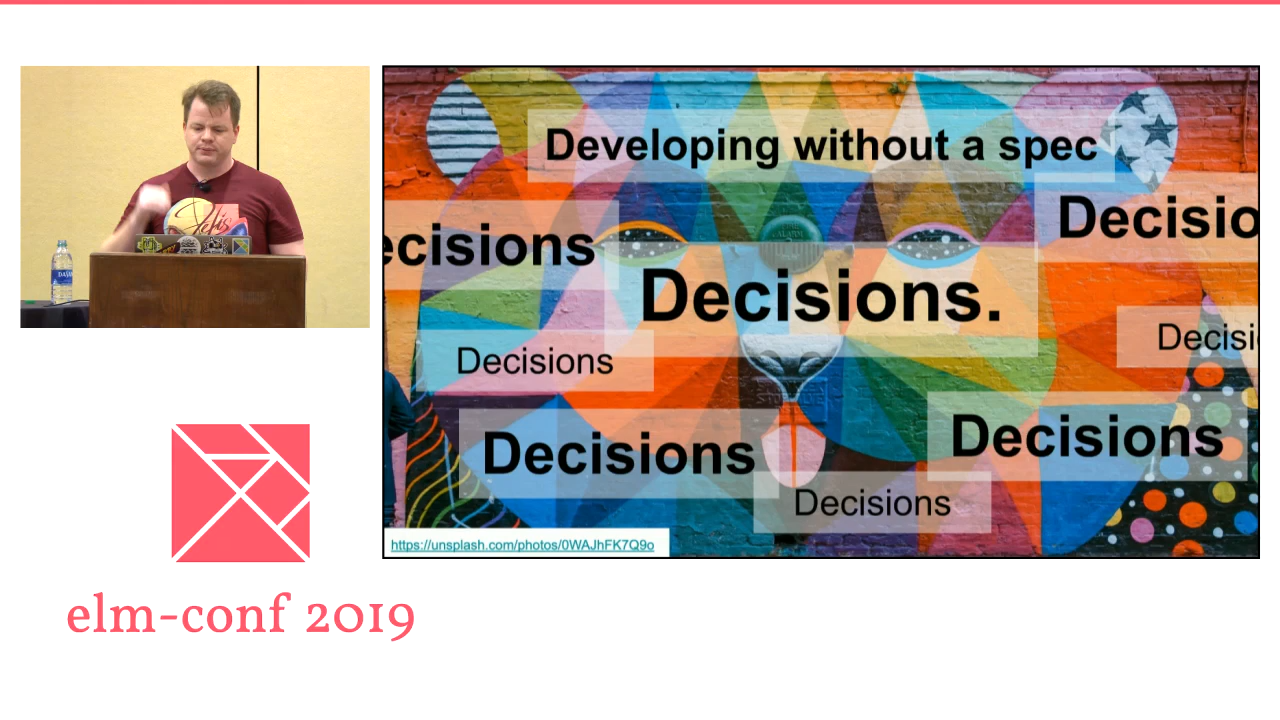 Developing without a spec
Decisio
ecisions
Decisions.
Decisi
Decisions
Decisions
Decisions
Decisions
https://unsplash.com/photos/0WAJhFK7Q9o
elm-conf 2019